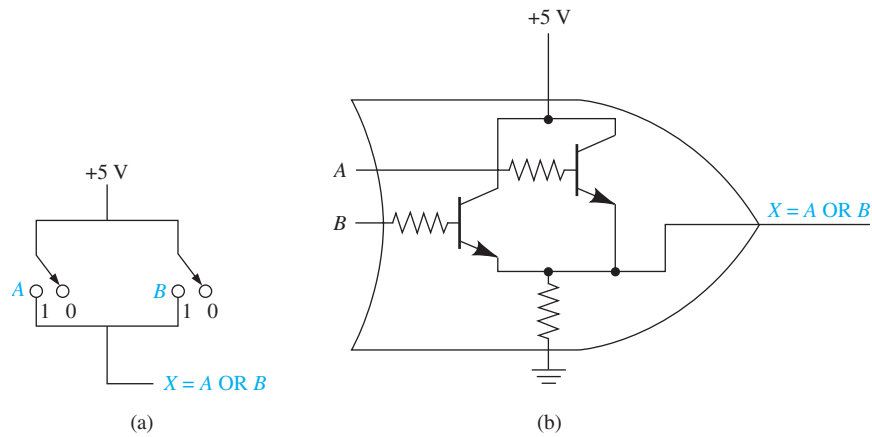 +5 V
A
B
1 0
1 0
X = A OR B
(a)
+5 V
A
B
X = A OR B
(b)